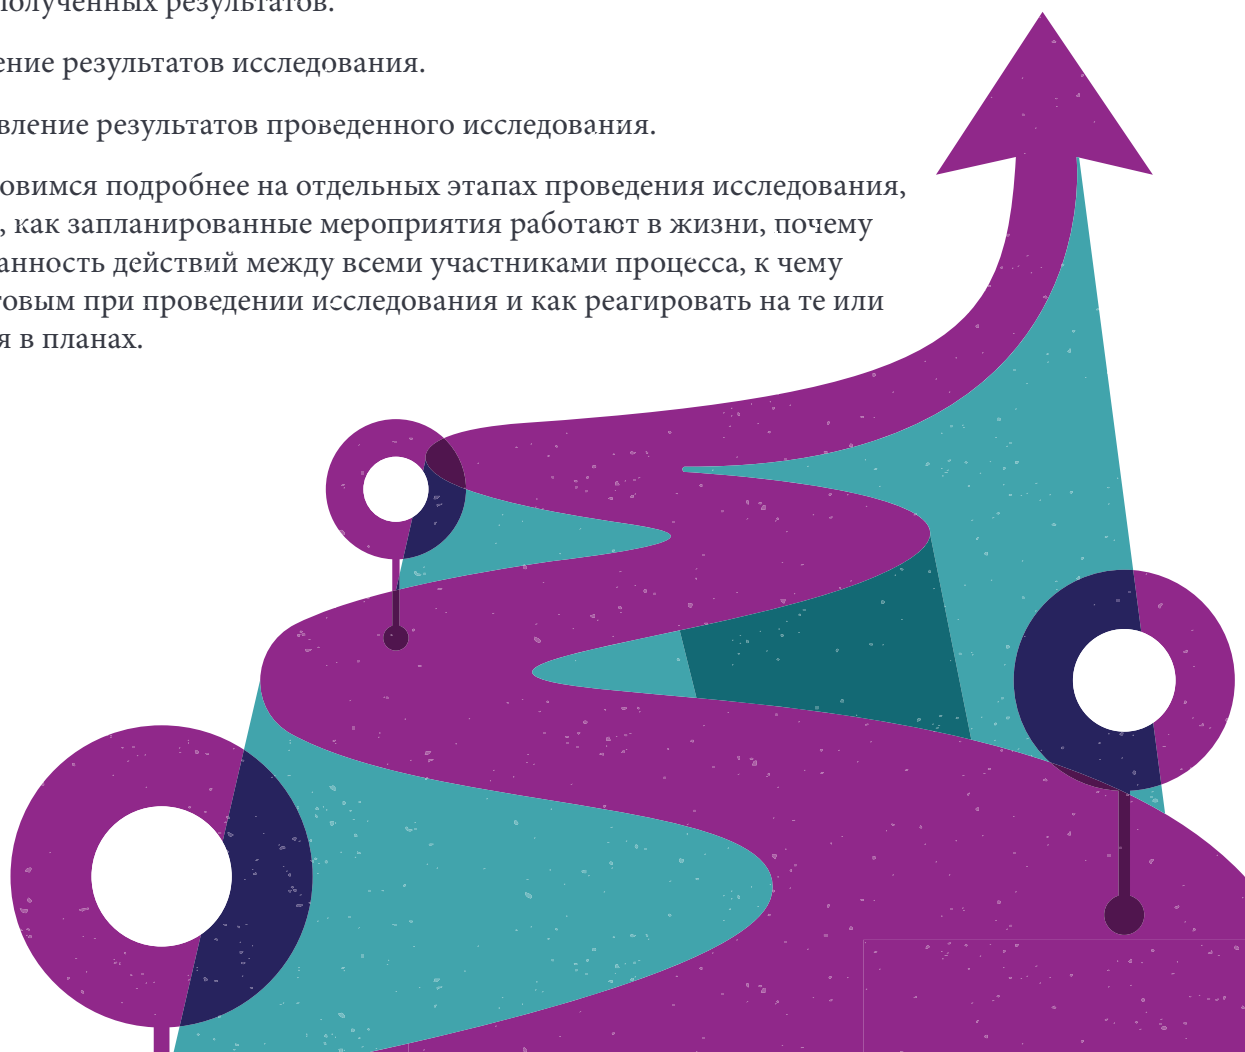 полученных результатов.
ение результатов исследования.
вление результатов проведенного исследования.
овимся подробнее на отдельных этапах проведения исследования,
, как запланированные мероприятия работают в жизни, почему
анность действий между всеми участниками процесса, к чему
товым при проведении исследования и как реагировать на те или
я в планах.